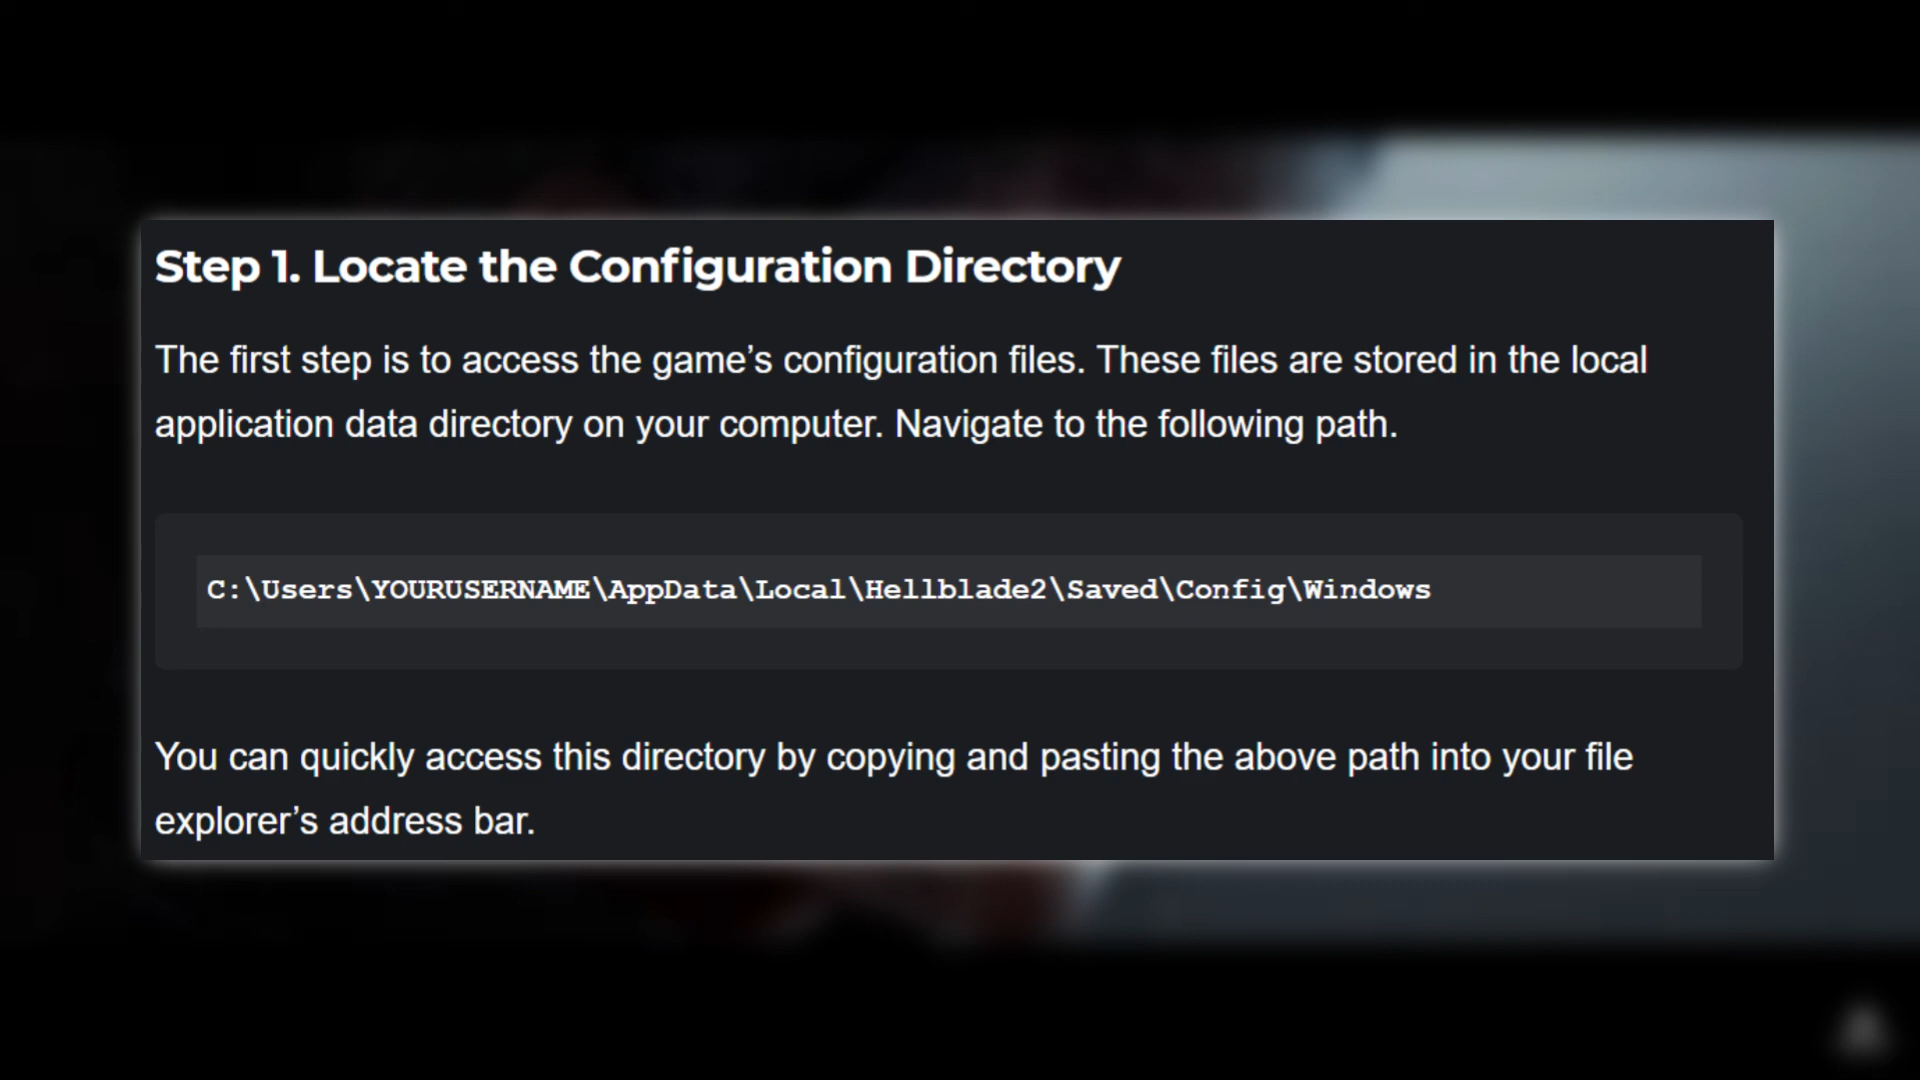 Step 1. Locate the Configuration Directory
The first step is to access the game’s configuration files. These files are stored in the local
application data directory on your computer. Navigate to the following path.
C:\Users\YOURUSERNAME\AppData\Local\Hellblade2\Saved\Config\Windows
You can quickly access this directory by copying and pasting the above path into your file
explorer’s address bar.